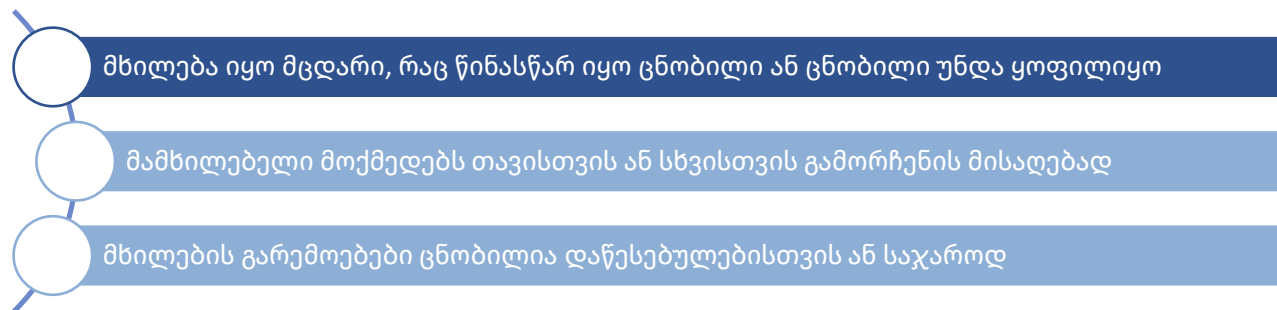 მხილება იყო მცდარი, რაც წინასწარ იყო ცნობილი ან ცნობილი უნდა ყოფილიყო
მამხილებელი მოქმედებს თავისთვის ან სხვისთვის გამორჩენის მისაღებად
მხილების გარემოებები ცნობილია დაწესებულებისთვის ან საჯაროდ